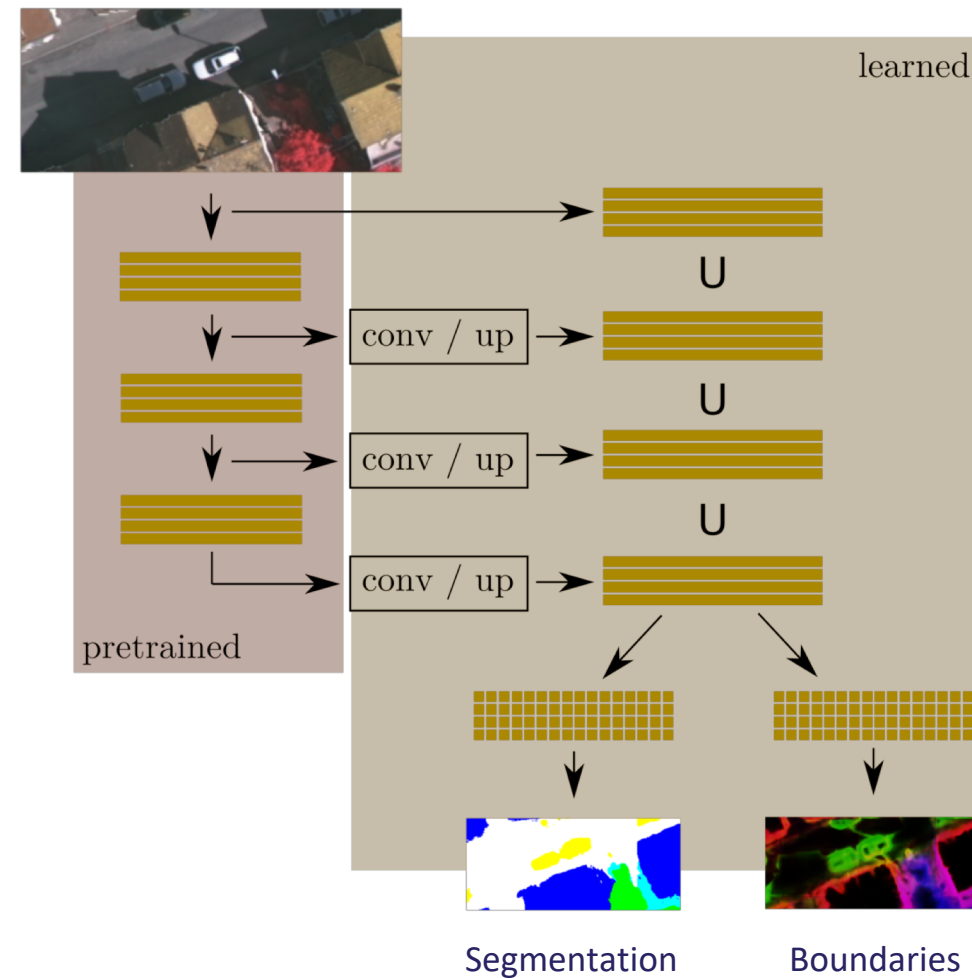 learned
U
conv / up
U
conv / up
U
conv / up
pretrained
Segmentation
Boundaries